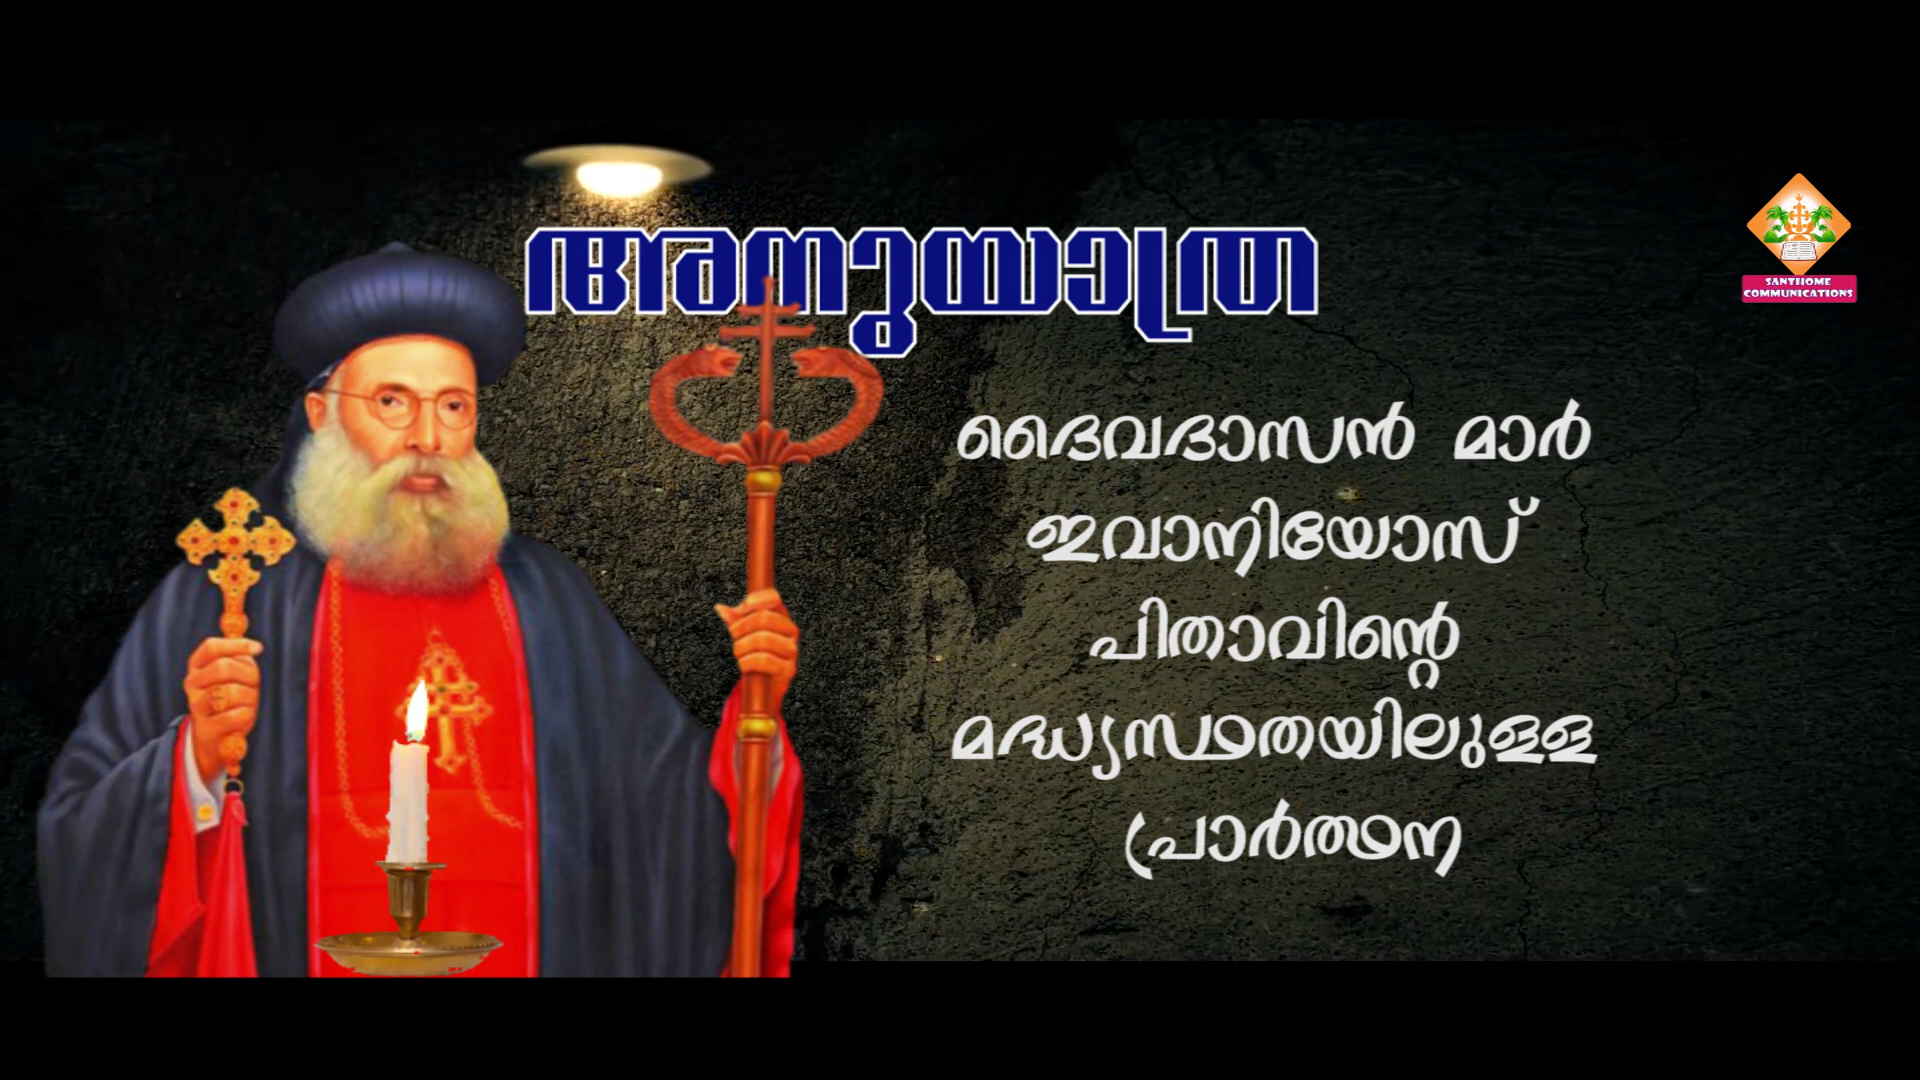 അനുയാത്ര
SANTHOME
COMMUNICATIONS
ദൈവദാസൻ മാർ
ഇവാനിയോസ്
പിതാവിന്റെ
മദ്ധ്യസ്ഥതയിലുള്ള
പ്രാർത്ഥന